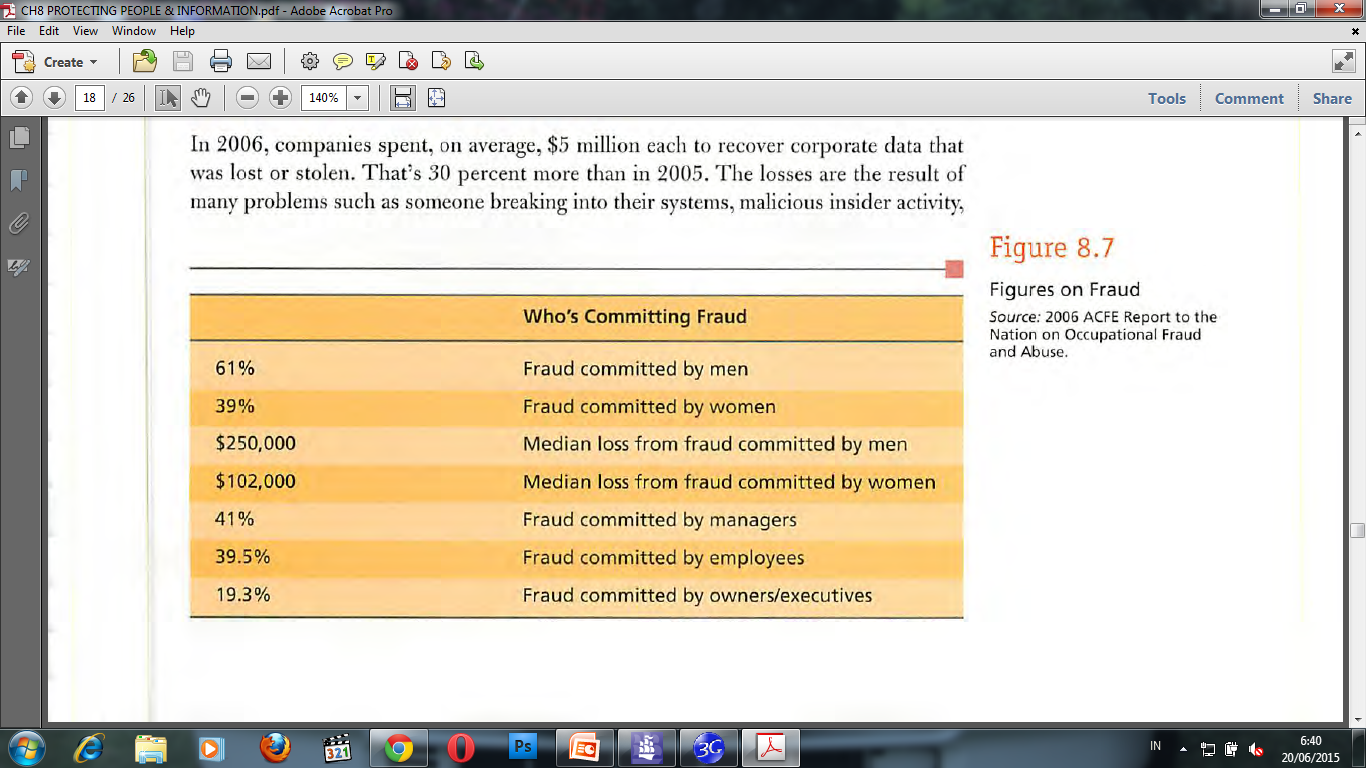 CH8 PROTECTING PEOPLE & INFORMATION.pdf - Adobe Acrobat Pro
File Edit View Window Help
Create
18 / 26 140% Tools Comment Share
In 2006, companies spent, on average, $5 million each to recover corporate data that
was lost or stolen. That's 30 percent more than in 2005. The losses are the result of
many problems such as someone breaking into their systems, malicious insider activity,
Figure 8.7
Figures on Fraud
Source: 2006 ACFE Report to the
Nation on Occupational Fraud
and Abuse.
Who's Committing Fraud
61% Fraud committed by men
39% Fraud committed by women
$250,000 Median loss from fraud committed by men
$102,000 Median loss from fraud committed by women
41% Fraud committed by managers
39.5% Fraud committed by employees
19.3% Fraud committed by owners/executives
321 Ps 3G IN 6:40
20/06/2015